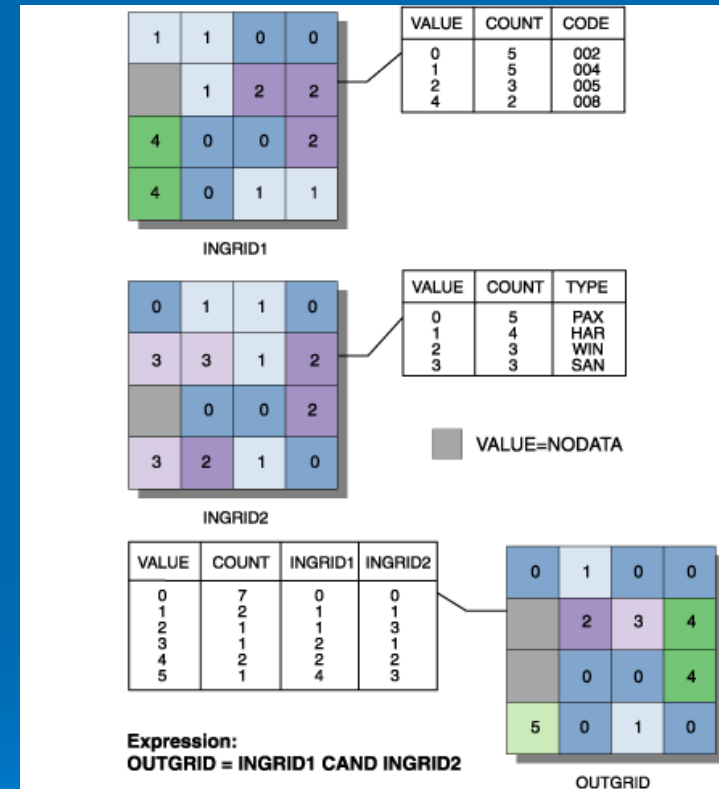 1 1 0 0
1 2 2
4 0 0 2
4 0 1 1
INGRID1
VALUE COUNT CODE
0 5 002
1 5 004
2 3 005
4 2 008
0 1 1 0
3 3 1 2
0 0 2
3 2 1 0
INGRID2
VALUE COUNT TYPE
0 5 PAX
1 4 HAR
2 3 WIN
3 3 SAN
VALUE=NODATA
VALUE COUNT INGRID1 INGRID2
0 7 0 0
1 2 1 1
2 1 1 3
3 1 2 1
4 2 2 2
5 1 4 3
0 1 0 0
2 3 4
0 0 4
5 0 1 0
OUTGRID
Expression:
OUTGRID = INGRID1 CAND INGRID2